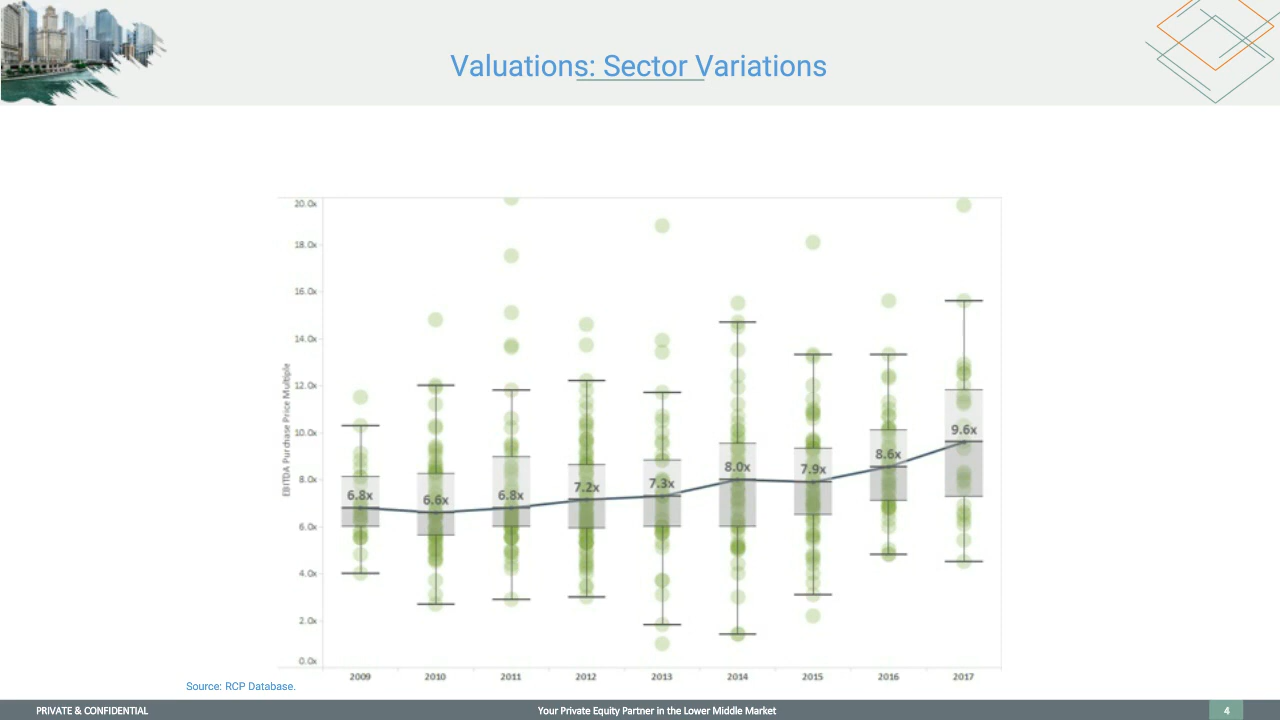 Valuations: Sector Variations
EBITDA Purchase Price Multiple
20.0x
18.0x
16.0x
14.0x
12.0x
10.0x
8.0x
6.0x
4.0x
2.0x
0.0x
6.8x
6.6x
6.8x
7.2x
7.3x
8.0x
7.9x
8.6x
9.6x
2009 2010 2011 2012 2013 2014 2015 2016 2017
Source: RCP Database.
PRIVATE & CONFIDENTIAL
Your Private Equity Partner in the Lower Middle Market
4